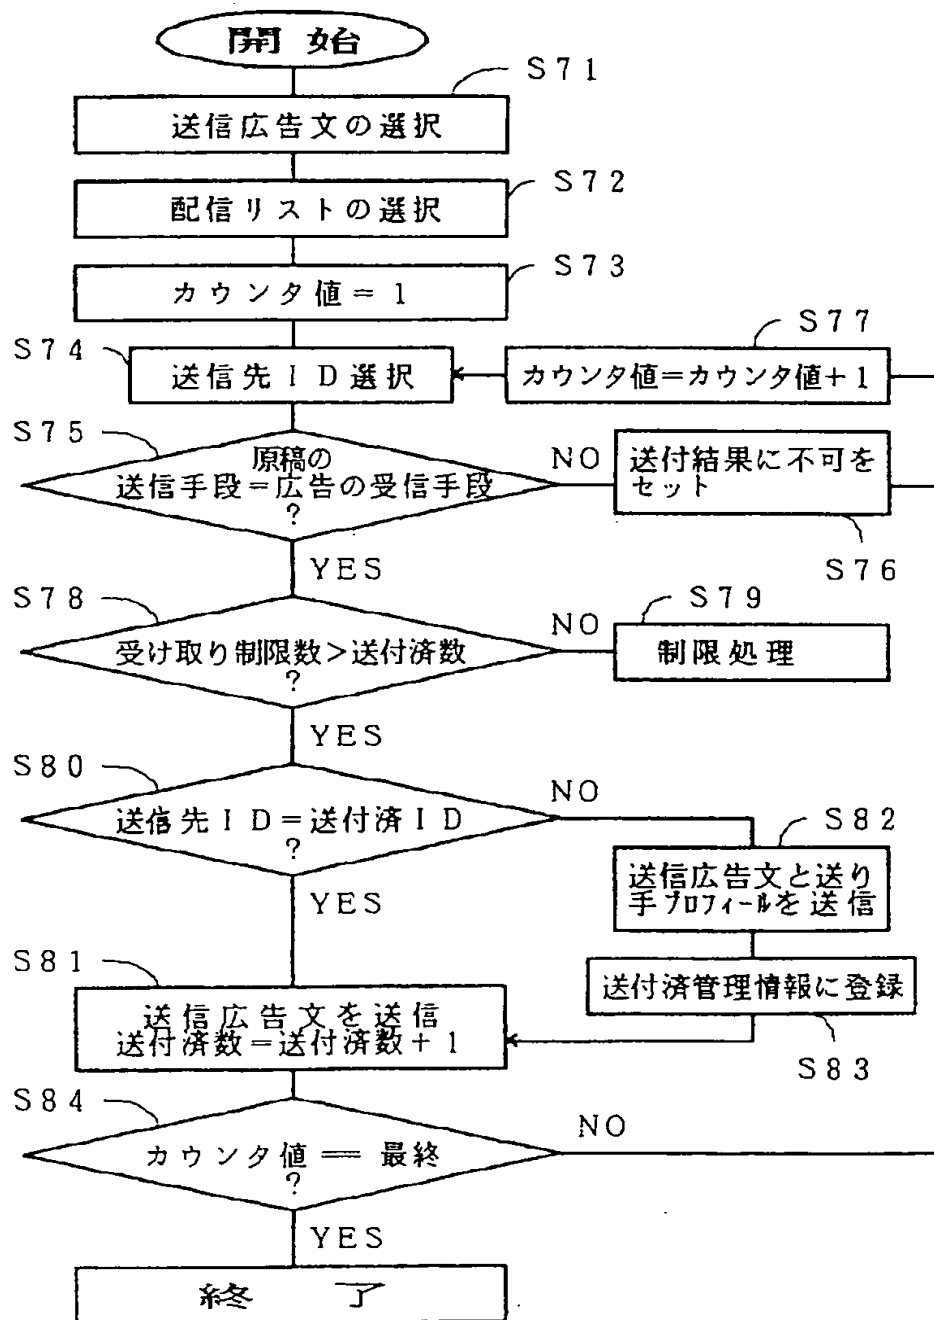 開始
S71
送信広告文の選択
S72
配信リストの選択
S73
カウンタ値=1
S74
送信先ID選択
S77
カウンタ値=カウンタ値+1
S75
原稿の
送信手段=広告の受信手段
?
NO
送付結果に不可を
セット
S76
YES
S78
受け取り制限数>送付済数
?
NO
S79
制限処理
YES
S80
送信先ID=送付済ID
?
NO
S82
送信広告文と送り
手プロフィールを送信
YES
送付済管理情報に登録
S83
S81
送信広告文を送信
送付済数=送付済数+1
S84
カウンタ値==最終
?
NO
YES
終了